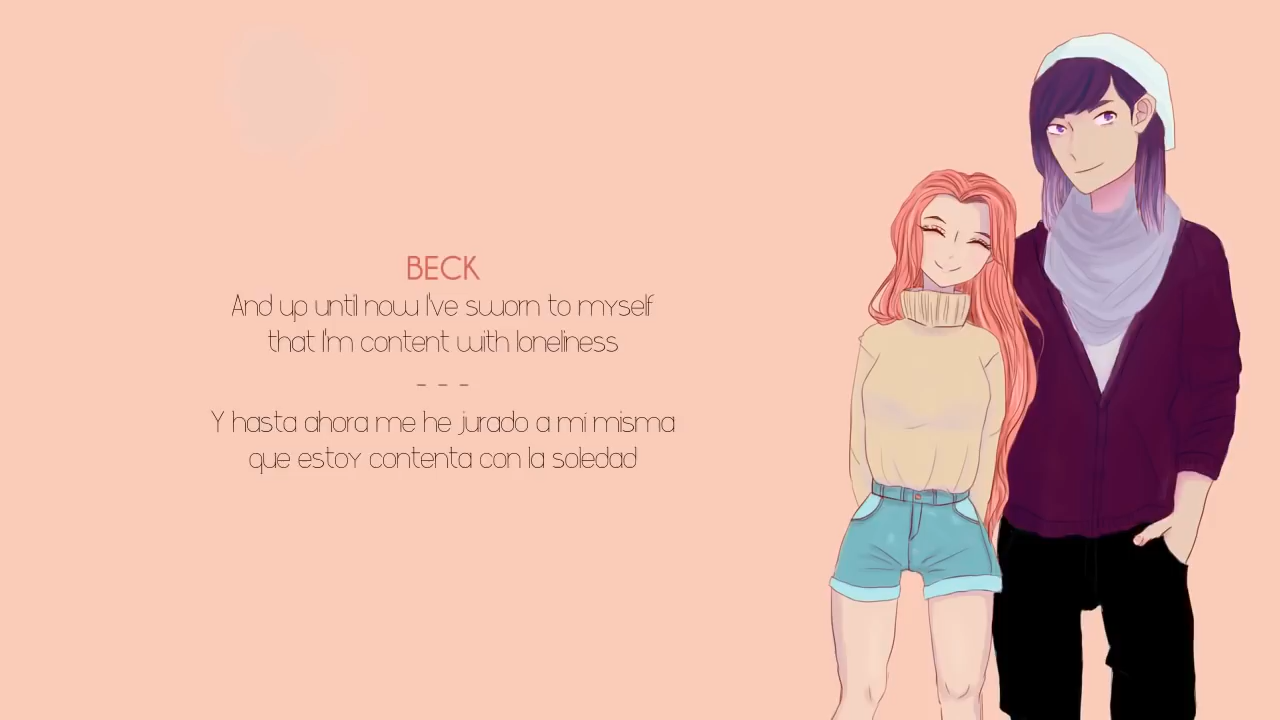 BECK
And up until now I've sworn to myself
that I'm content with loneliness
- - -
Y hasta ahora me he jurado a mi misma
que estoy contenta con la soledad